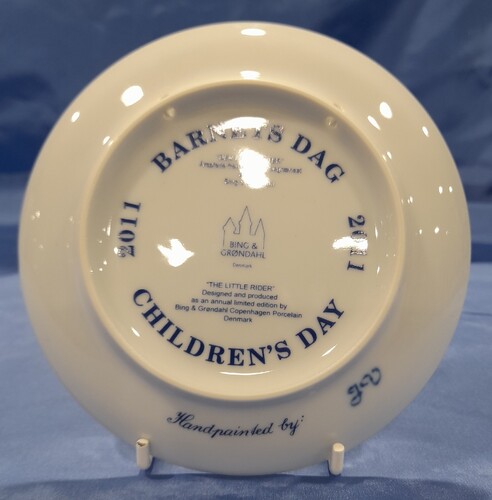 BARNETS DAG
2011
2011
BING &
GRØNDAHL
Denmark
"THE LITTLE RIDER"
Designed and produced
as an annual limited edition by
Bing & Grøndahl Copenhagen Porcelain
Denmark
CHILDREN'S DAY
Handpainted by: